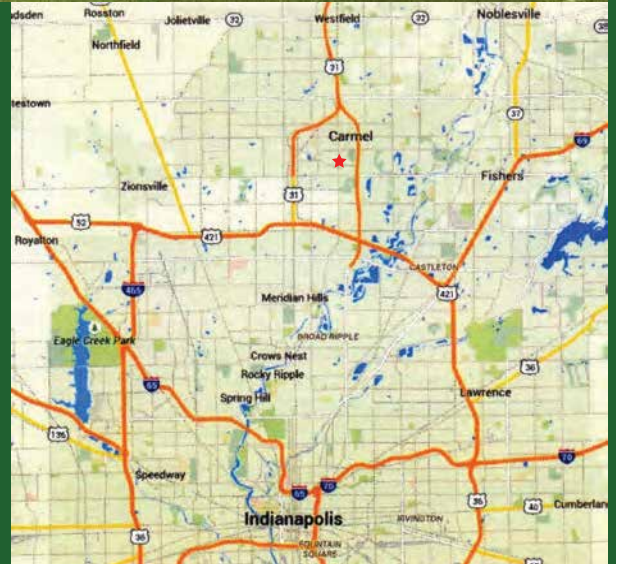 Rosston
Westfield
Noblesville
Jolietville
32
32
Northfield
31
37
Carmel
69
Fishers
Zionsville
31
52
421
Royalton
CASTLETON
465
421
Meridian Hills
BROAD RIPPLE
Eagle Creek Park
Crows Nest
36
65
Rocky Ripple
Lawrence
Spring Hill
136
70
Speedway
65
70
36
40
Cumberlan
Indianapolis
IRVINGTON
36
FOUNTAIN
SQUARE